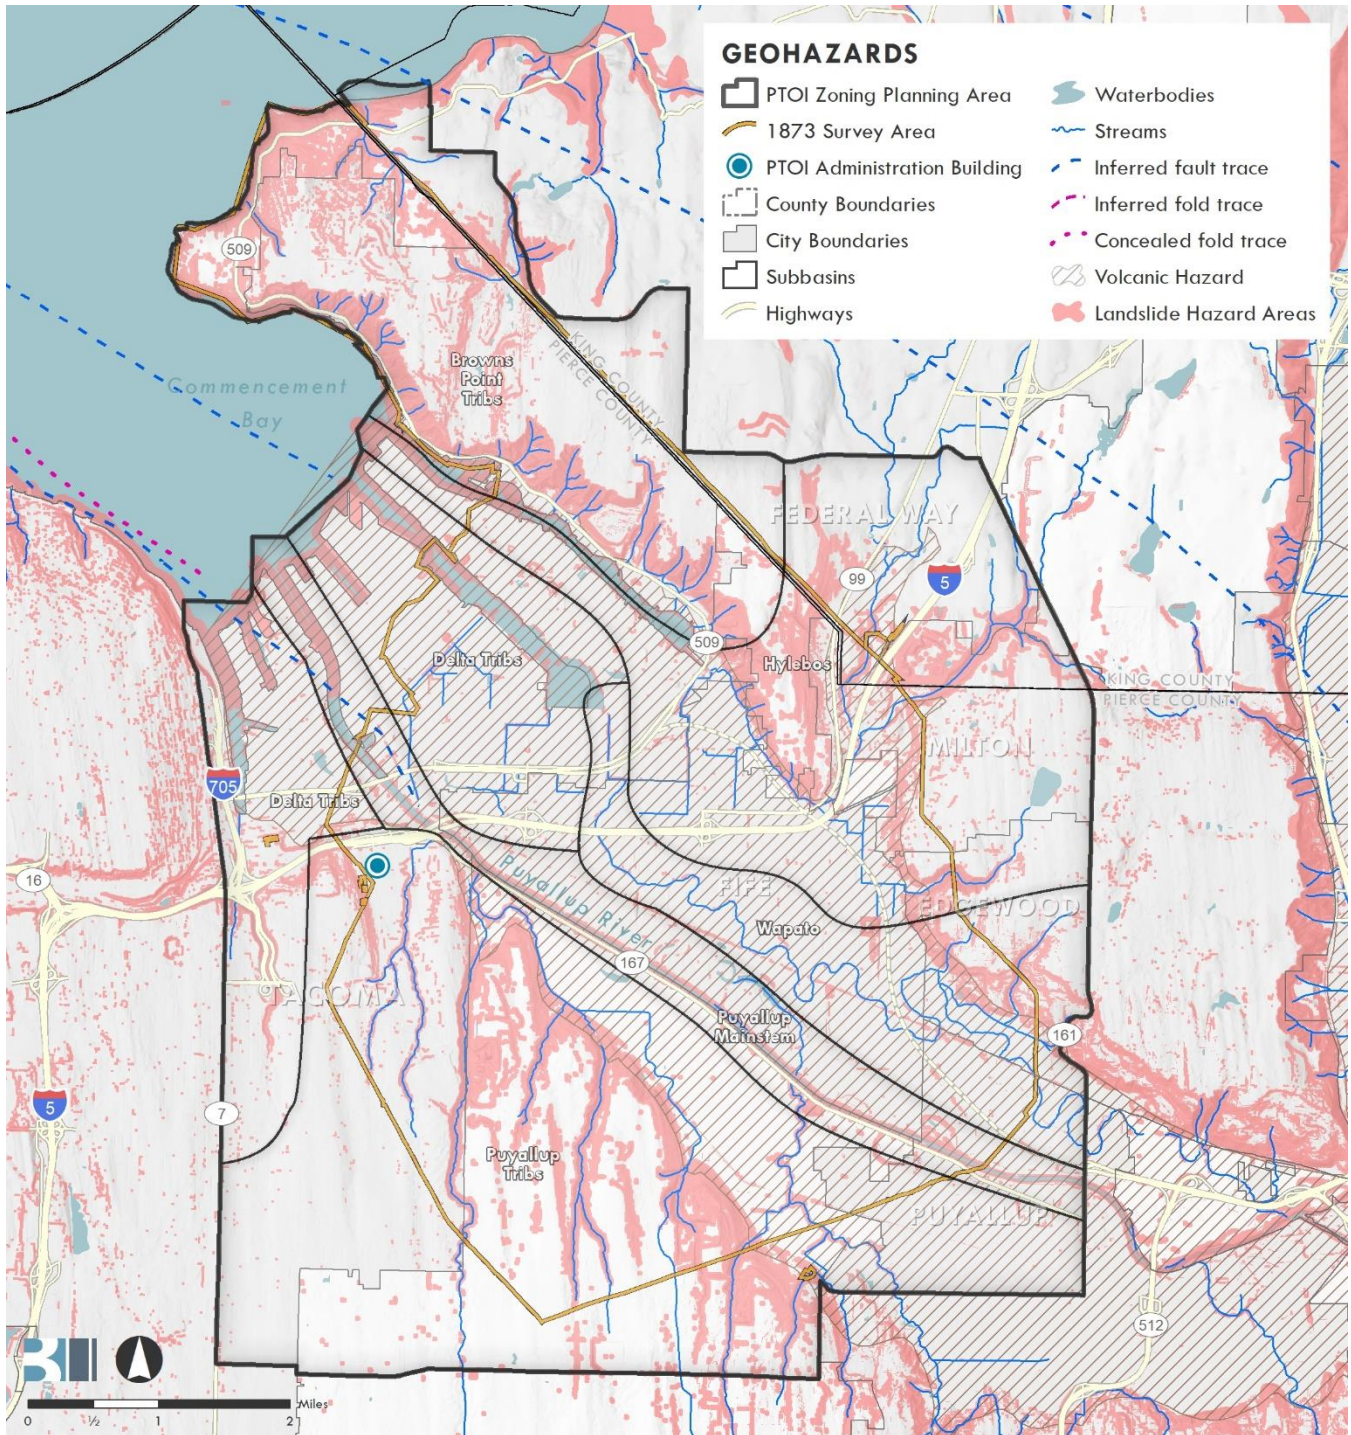 GEOHAZARDS
PTOI Zoning Planning Area
1873 Survey Area
PTOI Administration Building
County Boundaries
City Boundaries
Subbasins
Highways
Waterbodies
Streams
Inferred fault trace
Inferred fold trace
Concealed fold trace
Volcanic Hazard
Landslide Hazard Areas
509
KING COUNTY
PIERCE COUNTY
Browns
Point
Tribs
Commencement
Bay
FEDERAL WAY
99
5
509
Hylebos
Delta Tribs
KING COUNTY
PIERCE COUNTY
MILTON
705
Delta Tribs
16
Puyallup River
FIFE
EDGEWOOD
Wapato
167
TACOMA
Puyallup
Mainstem
161
5
7
Puyallup
Tribs
PUYALLUP
512
Miles
0 ½ 1 2